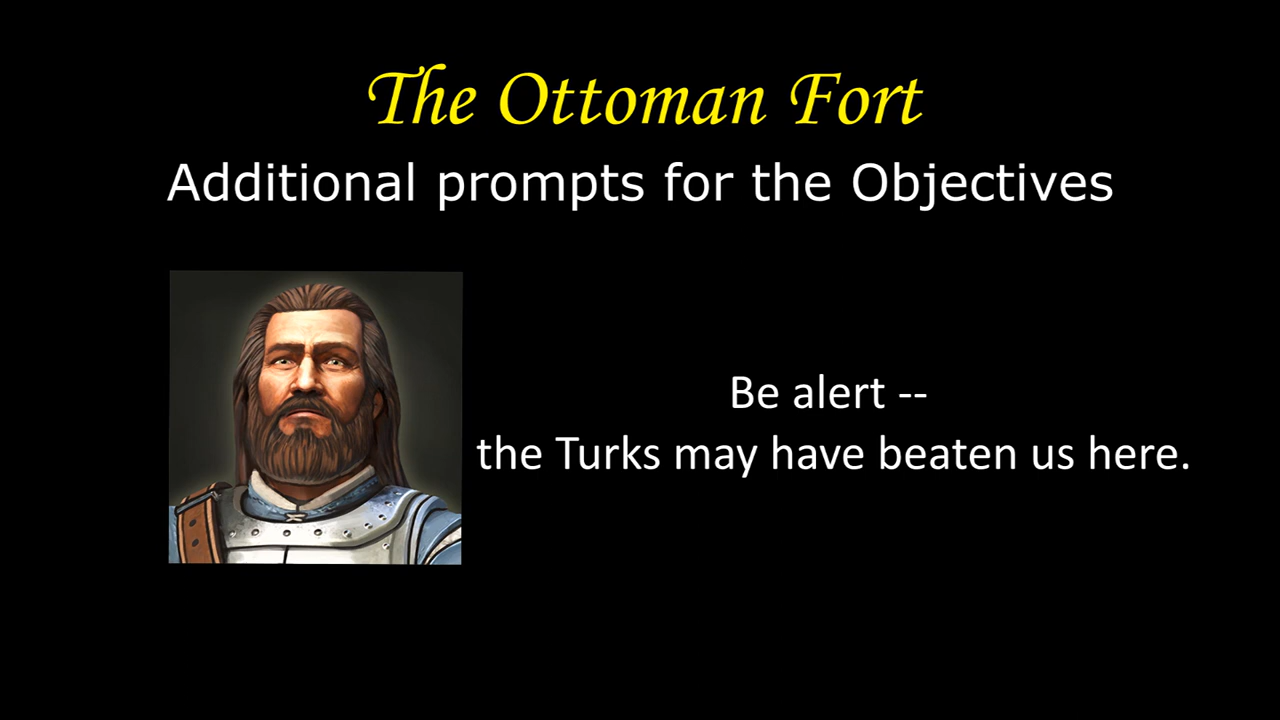 The Ottoman Fort
Additional prompts for the Objectives
Be alert --
the Turks may have beaten us here.